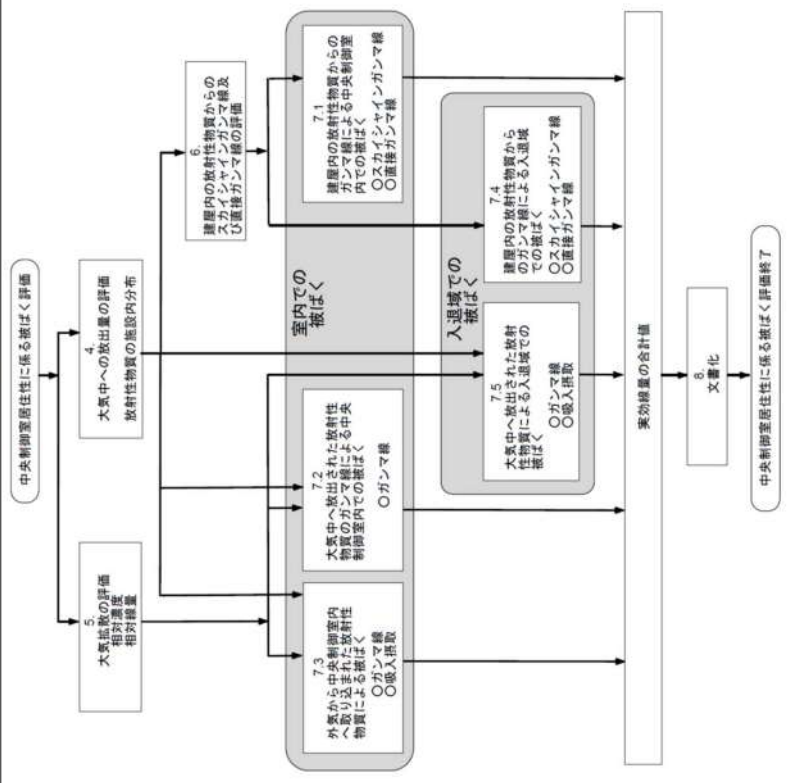 中央制御室居住性に係る被ばく評価
5.
大気拡散の評価
相対濃度
相対線量
4.
大気中への放出量の評価
放射性物質の施設内分布
6.
建屋内の放射性物質からの
スカイシャインガンマ線及
び直接ガンマ線の評価
室内での
被ばく
7.3
外気から中央制御室内
へ取り込まれた放射性
物質による被ばく
○ガンマ線
○吸入摂取
7.2
大気中へ放出された放射性
物質のガンマ線による中央
制御室内での被ばく
○ガンマ線
7.1
建屋内の放射性物質からの
ガンマ線による中央制御室
内での被ばく
○スカイシャインガンマ線
○直接ガンマ線
入退域での
被ばく
7.5
大気中へ放出された放射
性物質による入退域での
被ばく
○ガンマ線
○吸入摂取
7.4
建屋内の放射性物質から
のガンマ線による入退域
での被ばく
○スカイシャインガンマ線
○直接ガンマ線
実効線量の合計値
8.
文書化
中央制御室居住性に係る被ばく評価終了